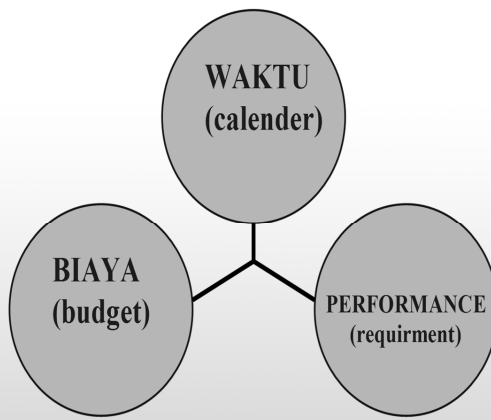 WAKTU
(calender)
BIAYA
(budget)
PERFORMANCE
(requirment)